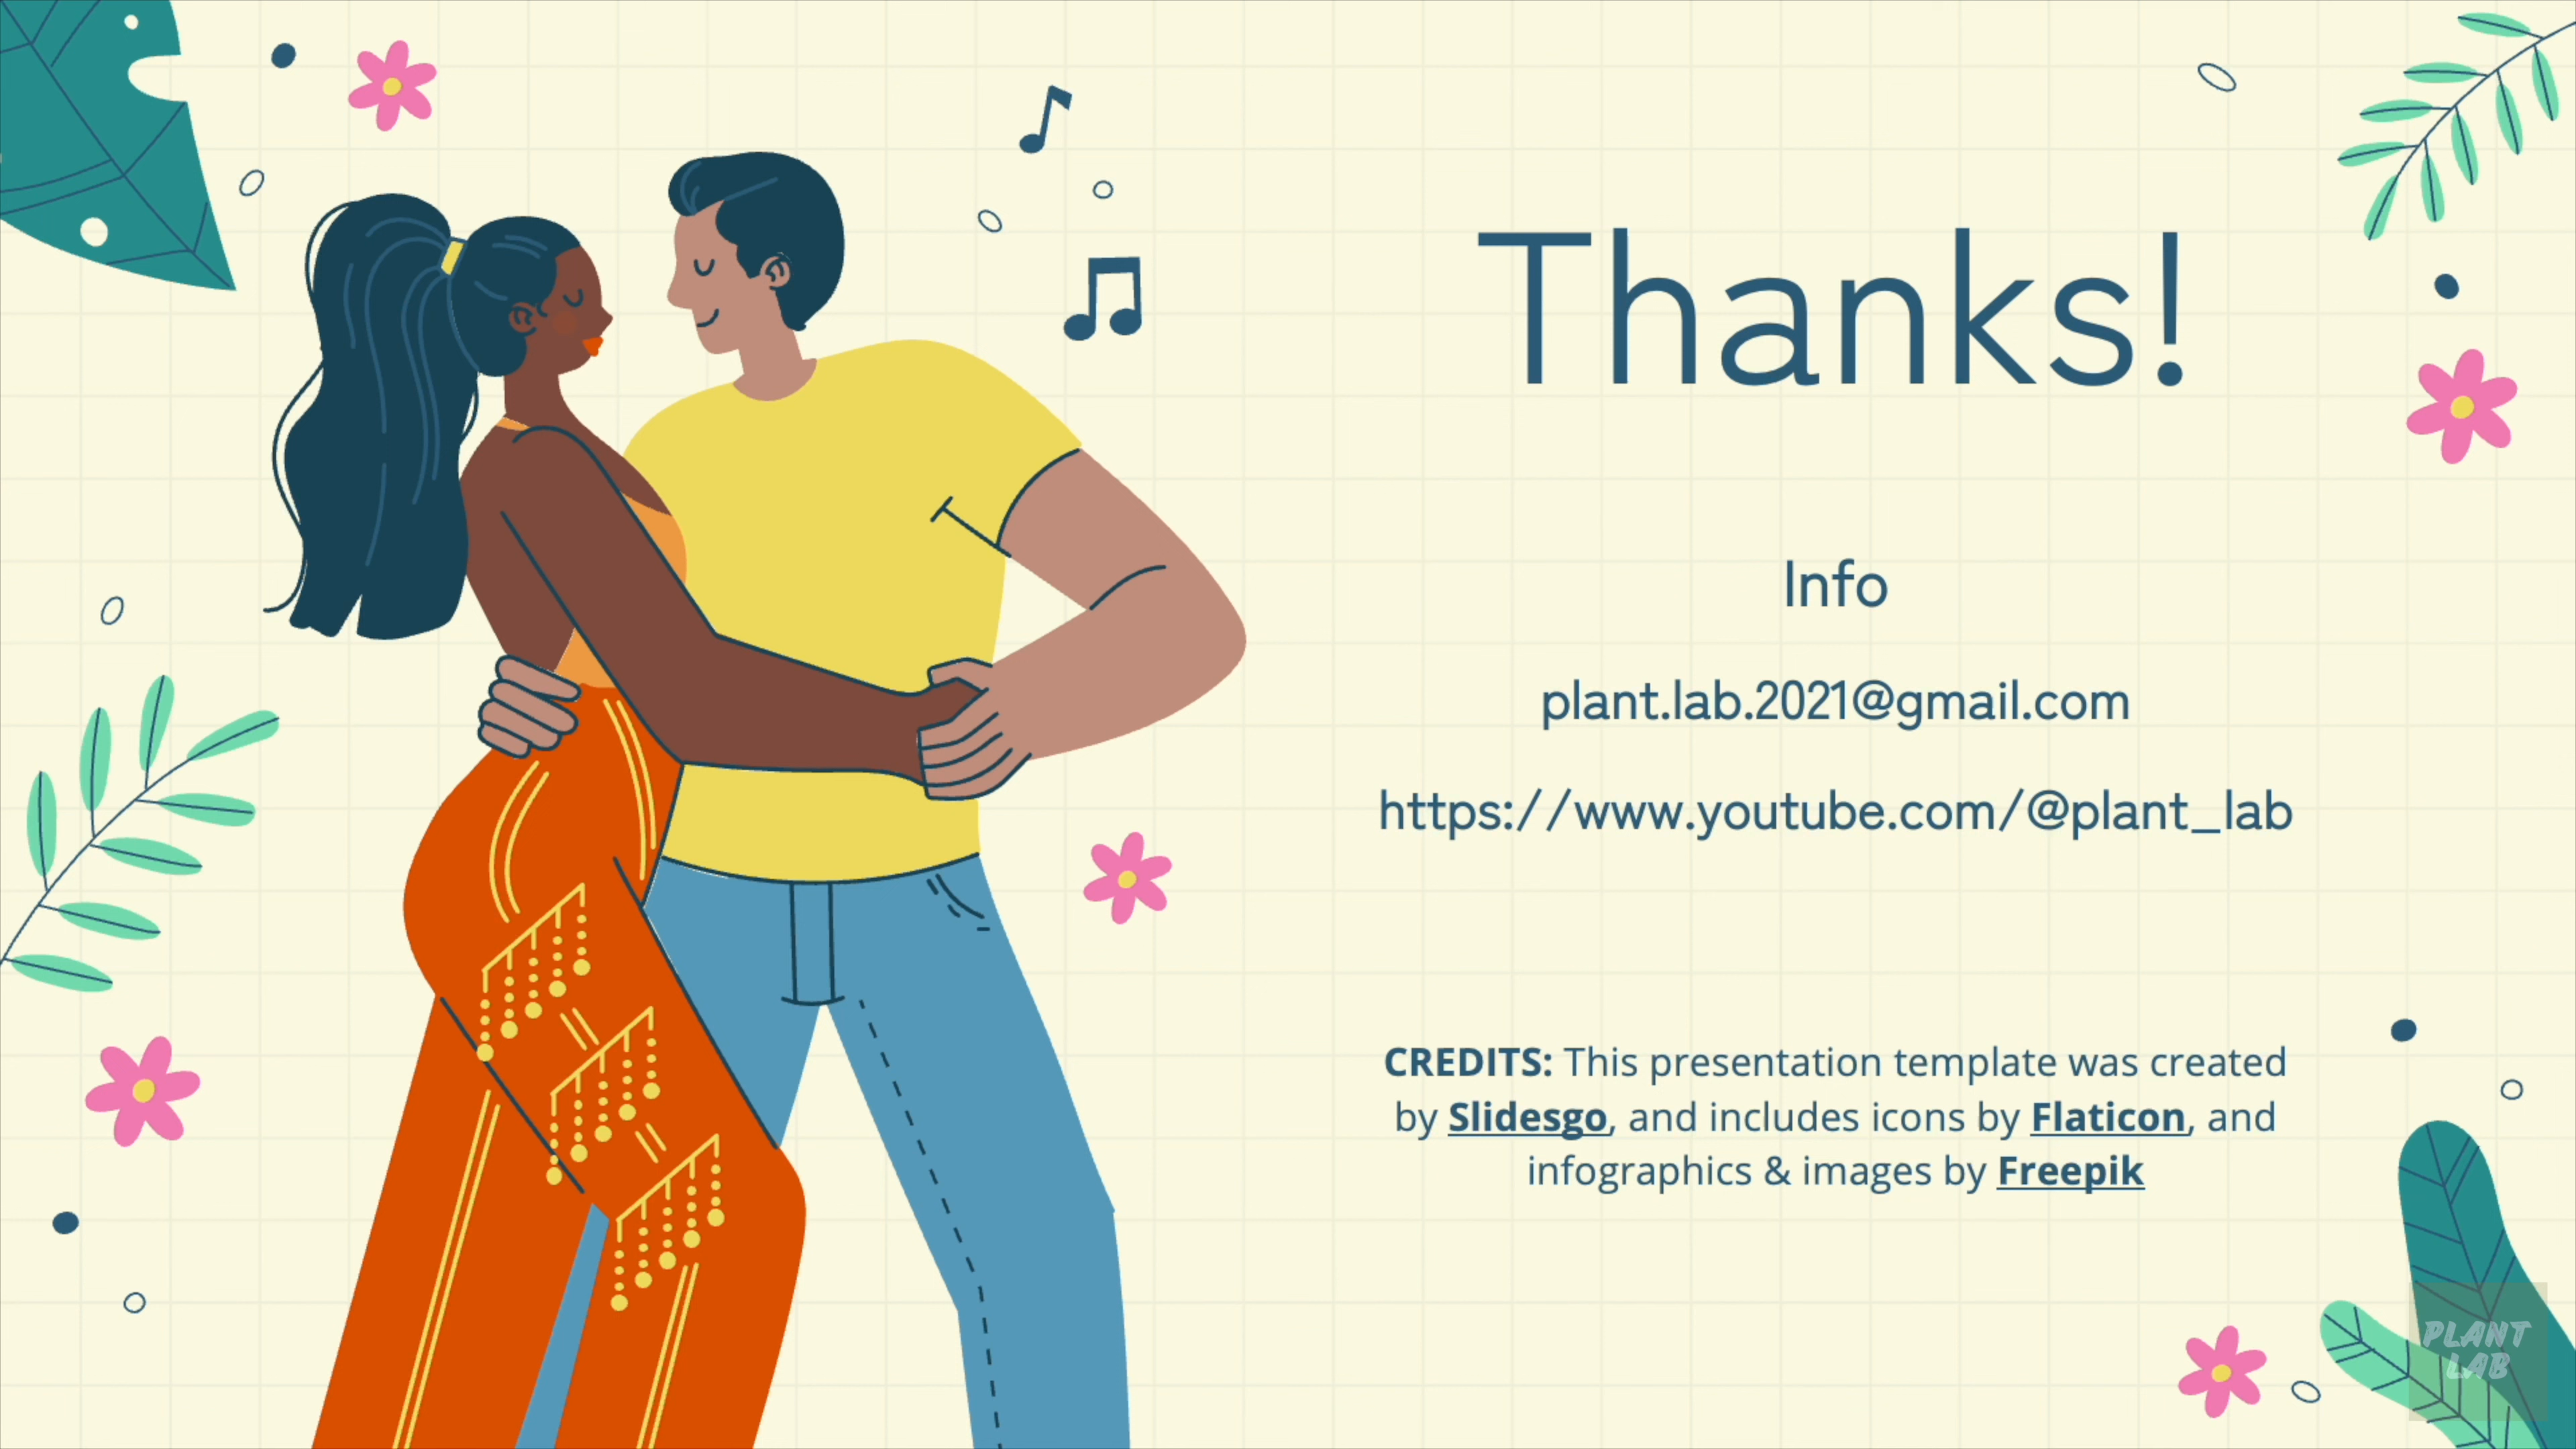 Thanks!
Info
plant.lab.2021@gmail.com
https://www.youtube.com/@plant_lab
CREDITS: This presentation template was created
by Slidesgo, and includes icons by Flaticon, and
infographics & images by Freepik
PLANT
LAB